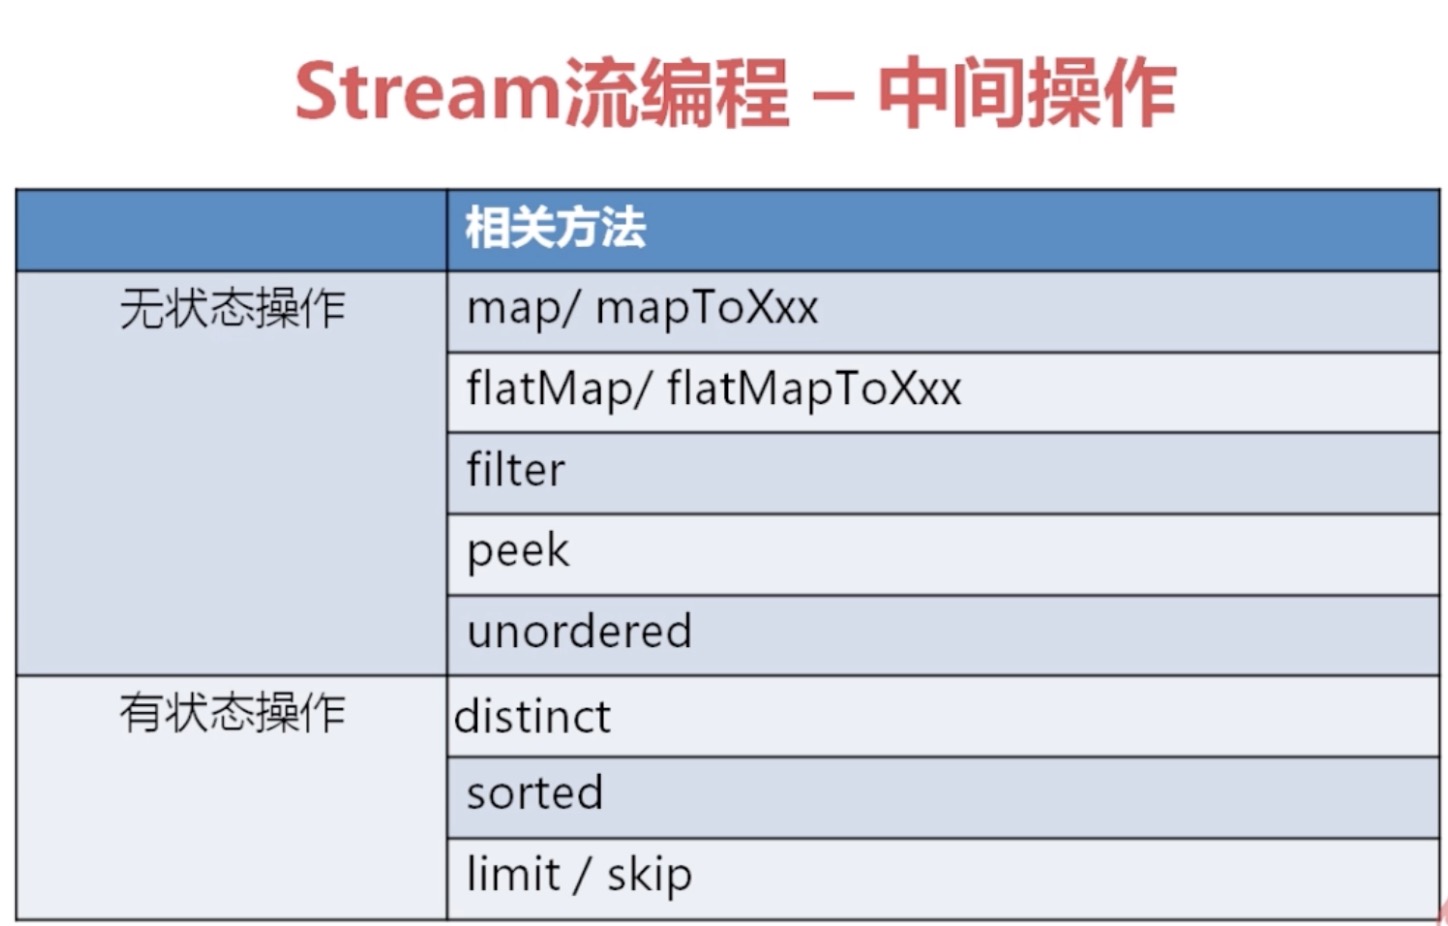 Stream流编程 – 中间操作
相关方法
无状态操作
map/ mapToXxx
flatMap/ flatMapToXxx
filter
peek
unordered
有状态操作
distinct
sorted
limit / skip